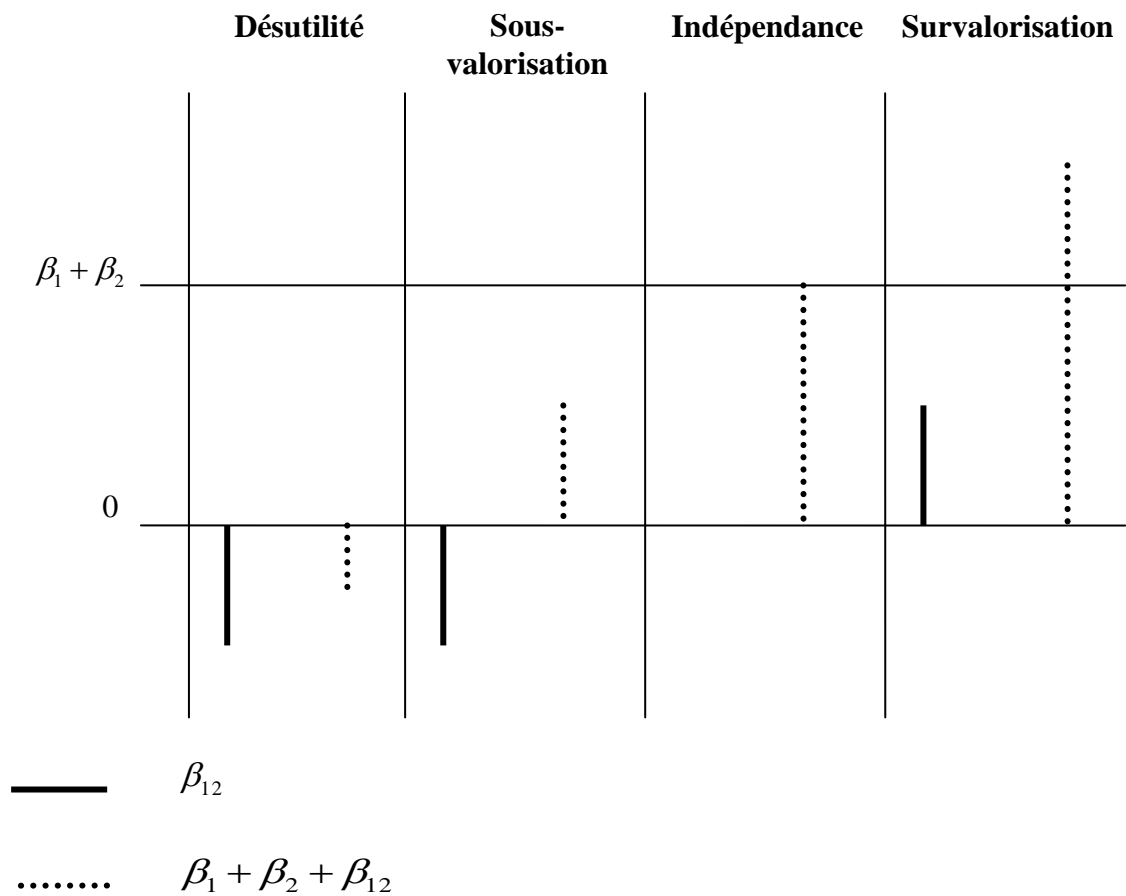 Désutilité
Sous-
valorisation
Indépendance
Survalorisation
β₁ + β₂
0
β₁₂
β₁ + β₂ + β₁₂